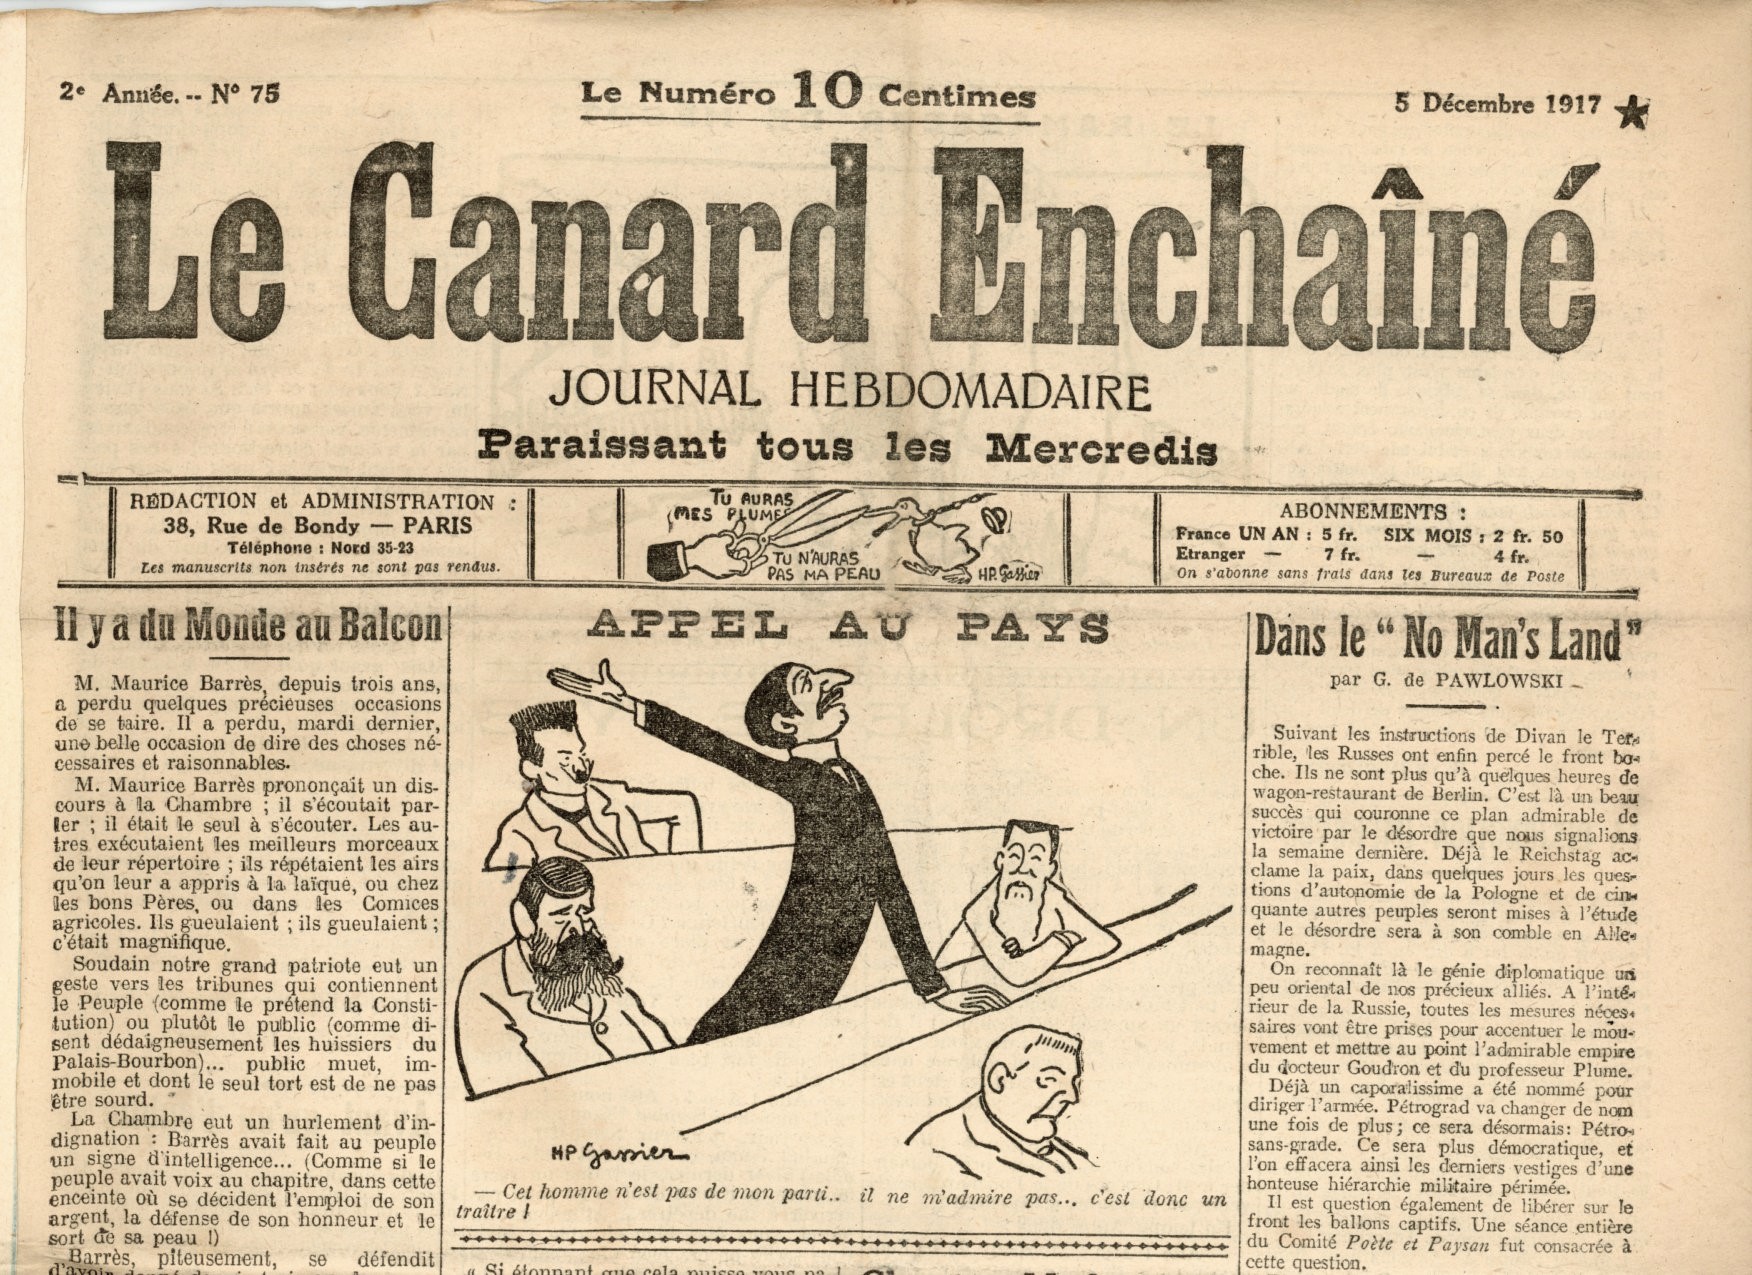 2e Année. -- N° 75
Le Numéro 10 Centimes
5 Décembre 1917
Le Canard Enchaîné
JOURNAL HEBDOMADAIRE
Paraissant tous les Mercredis
RÉDACTION et ADMINISTRATION :
38, Rue de Bondy — PARIS
Téléphone : Nord 35-23
Les manuscrits non insérés ne sont pas rendus.
TU AURAS
MES PLUMES
TU N'AURAS
PAS MA PEAU
HP. Gassier
ABONNEMENTS :
France UN AN : 5 fr. SIX MOIS : 2 fr. 50
Etranger — 7 fr. — 4 fr.
On s'abonne sans frais dans les Bureaux de Poste
Il y a du Monde au Balcon
M. Maurice Barrès, depuis trois ans,
a perdu quelques précieuses occasions
de se taire. Il a perdu, mardi dernier,
une belle occasion de dire des choses né-
cessaires et raisonnables.
M. Maurice Barrès prononçait un dis-
cours à la Chambre ; il s'écoutait par-
ler ; il était le seul à s'écouter. Les au-
tres exécutaient les meilleurs morceaux
de leur répertoire ; ils répétaient les airs
qu'on leur a appris à la laïque, ou chez
les bons Pères, ou dans les Comices
agricoles. Ils gueulaient ; ils gueulaient ;
c'était magnifique.
Soudain notre grand patriote eut un
geste vers les tribunes qui contiennent
le Peuple (comme le prétend la Consti-
tution) ou plutôt le public (comme di-
sent dédaigneusement les huissiers du
Palais-Bourbon)... public muet, im-
mobile et dont le seul tort est de ne pas
être sourd.
La Chambre eut un hurlement d'in-
dignation : Barrès avait fait au peuple
un signe d'intelligence... (Comme si le
peuple avait voix au chapitre, dans cette
enceinte où se décident l'emploi de son
argent, la défense de son honneur et le
sort de sa peau !)
Barrès, piteusement, se défendit
APPEL AU PAYS
HP Gassier
— Cet homme n'est pas de mon parti.. il ne m'admire pas... c'est donc un
traître !
« Si étonnant que cela puisse vous pa
Dans le “ No Man's Land ”
par G. de PAWLOWSKI
Suivant les instructions de Divan le Ter-
rible, les Russes ont enfin percé le front bo-
che. Ils ne sont plus qu'à quelques heures de
wagon-restaurant de Berlin. C'est là un beau
succès qui couronne ce plan admirable de
victoire par le désordre que nous signalions
la semaine dernière. Déjà le Reichstag ac-
clame la paix, dans quelques jours les ques-
tions d'autonomie de la Pologne et de cin-
quante autres peuples seront mises à l'étude
et le désordre sera à son comble en Alle-
magne.
On reconnaît là le génie diplomatique un
peu oriental de nos précieux alliés. A l'inté-
rieur de la Russie, toutes les mesures néces-
saires vont être prises pour accentuer le mou-
vement et mettre au point l'admirable empire
du docteur Goudron et du professeur Plume.
Déjà un caporalissime a été nommé pour
diriger l'armée. Pétrograd va changer de nom
une fois de plus ; ce sera désormais: Pétro-
sans-grade. Ce sera plus démocratique, et
l'on effacera ainsi les derniers vestiges d'une
honteuse hiérarchie militaire périmée.
Il est question également de libérer sur le
front les ballons captifs. Une séance entière
du Comité Poète et Paysan fut consacrée à
cette question.